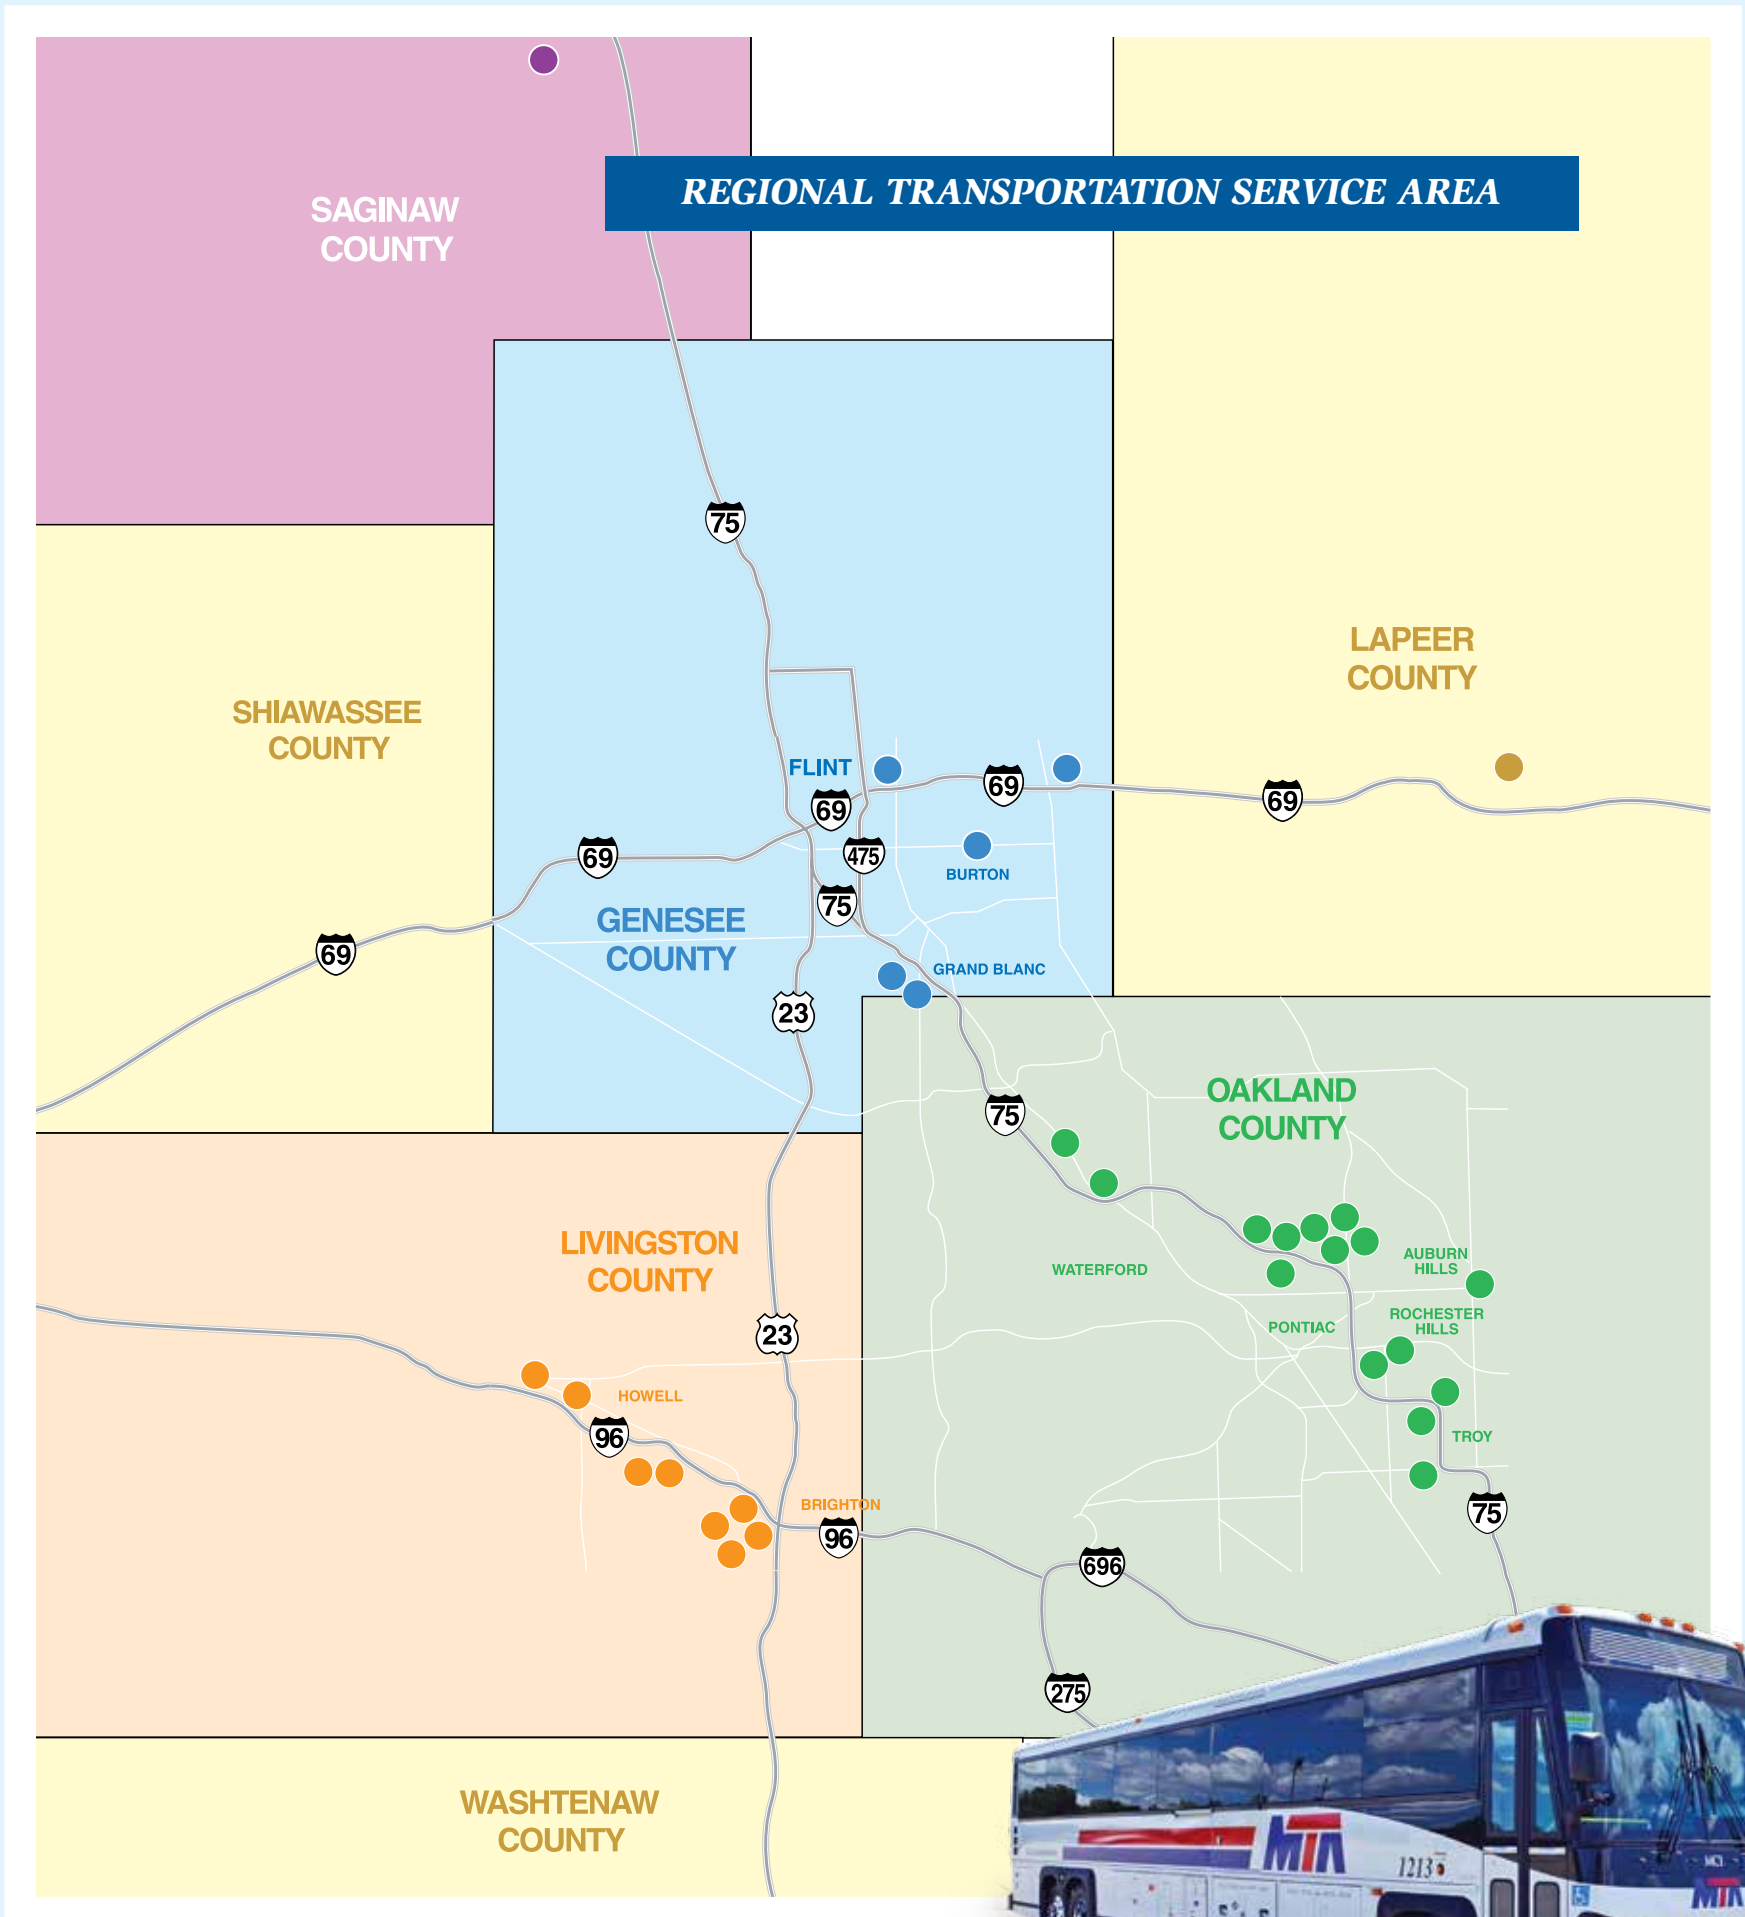 REGIONAL TRANSPORTATION SERVICE AREA
SAGINAW
COUNTY
75
LAPEER
COUNTY
SHIAWASSEE
COUNTY
FLINT
69
69
69
69
475
BURTON
75
GENESEE
COUNTY
69
GRAND BLANC
23
OAKLAND
COUNTY
75
LIVINGSTON
COUNTY
AUBURN
HILLS
WATERFORD
ROCHESTER
HILLS
PONTIAC
23
HOWELL
96
TROY
BRIGHTON
75
96
696
275
WASHTENAW
COUNTY
MTA
1213
MCI
MTA